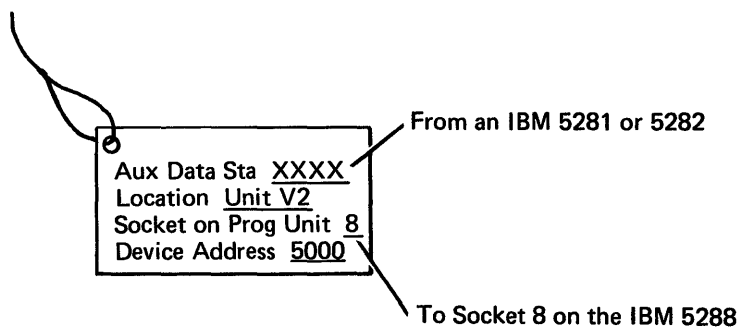 From an IBM 5281 or 5282
Aux Data Sta XXXX
Location Unit V2
Socket on Prog Unit 8
Device Address 5000
To Socket 8 on the IBM 5288